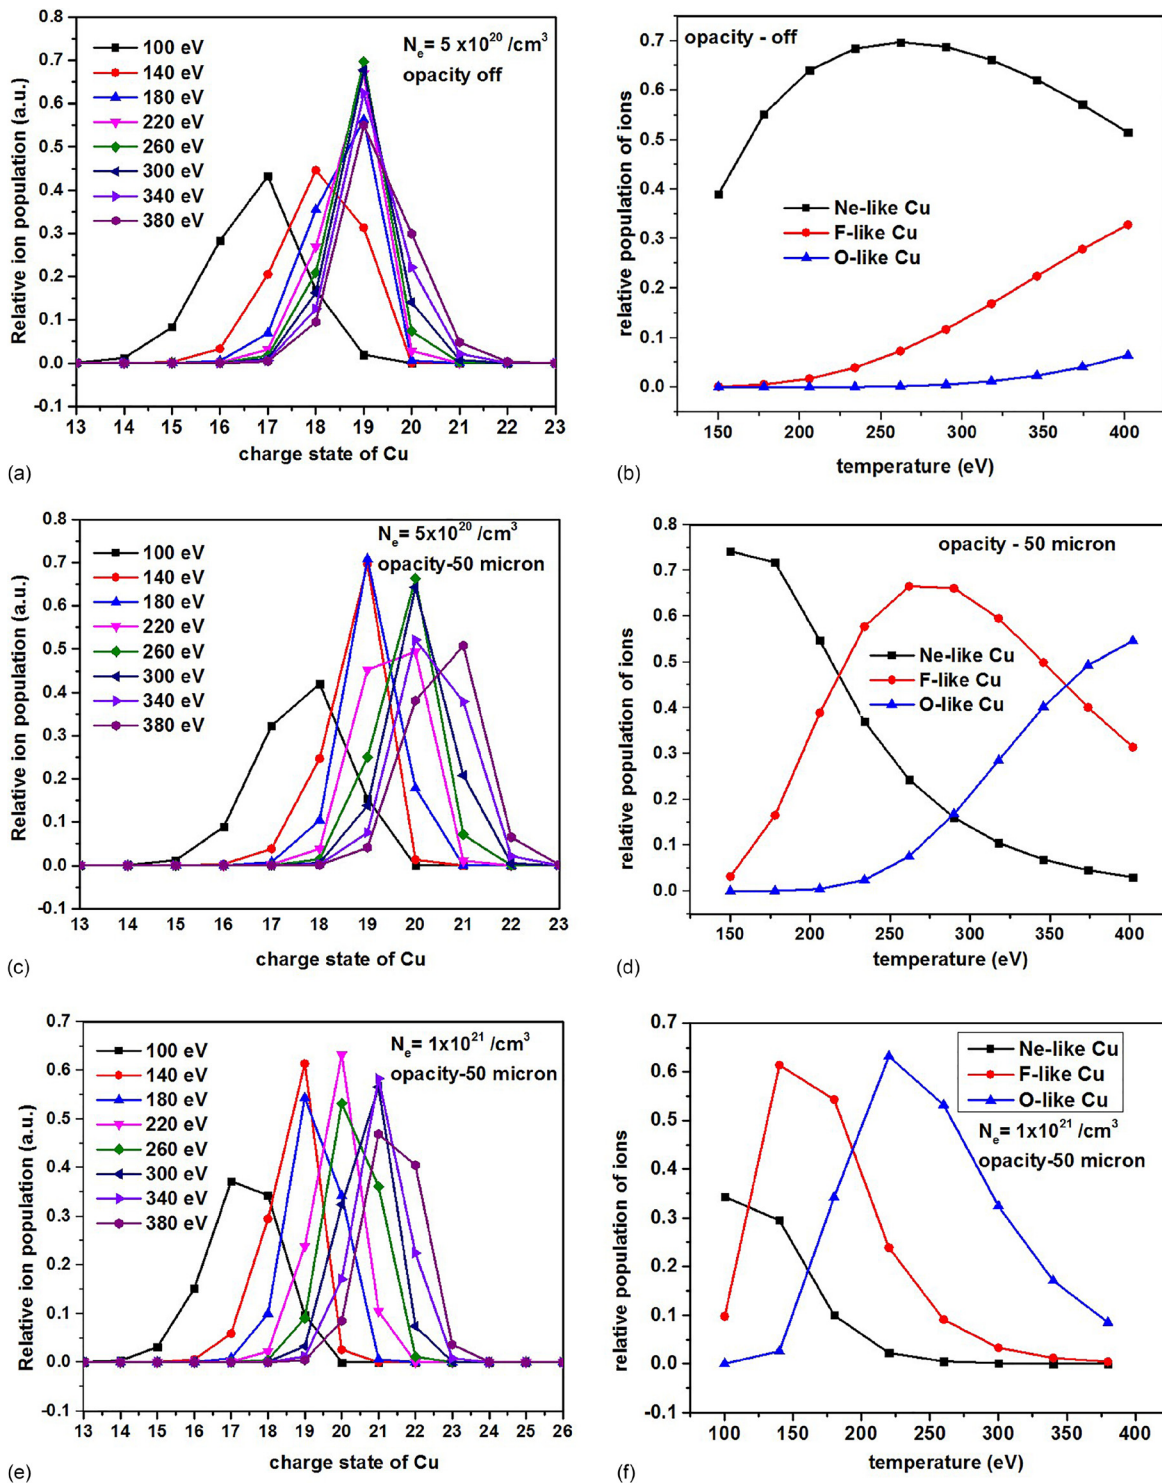 0.8
0.7
0.6
0.5
0.4
0.3
0.2
0.1
0.0
-0.1
Relative ion population (a.u.)
100 eV
140 eV
180 eV
220 eV
260 eV
300 eV
340 eV
380 eV
Ne= 5 x10^20 /cm^3
opacity off
13 14 15 16 17 18 19 20 21 22 23
charge state of Cu
(a)
opacity - off
0.7
0.6
0.5
0.4
0.3
0.2
0.1
0.0
relative population of ions
Ne-like Cu
F-like Cu
O-like Cu
150 200 250 300 350 400
temperature (eV)
(b)
0.8
0.7
0.6
0.5
0.4
0.3
0.2
0.1
0.0
-0.1
Relative ion population (a.u.)
100 eV
140 eV
180 eV
220 eV
260 eV
300 eV
340 eV
380 eV
Ne= 5x10^20 /cm^3
opacity-50 micron
13 14 15 16 17 18 19 20 21 22 23
charge state of Cu
(c)
opacity - 50 micron
0.8
0.7
0.6
0.5
0.4
0.3
0.2
0.1
0.0
relative population of ions
Ne-like Cu
F-like Cu
O-like Cu
150 200 250 300 350 400
temperature (eV)
(d)
0.7
0.6
0.5
0.4
0.3
0.2
0.1
0.0
-0.1
Relative ion population (a.u.)
100 eV
140 eV
180 eV
220 eV
260 eV
300 eV
340 eV
380 eV
Ne= 1x10^21 /cm^3
opacity-50 micron
13 14 15 16 17 18 19 20 21 22 23 24 25 26
charge state of Cu
(e)
0.7
0.6
0.5
0.4
0.3
0.2
0.1
0.0
-0.1
relative population of ions
Ne-like Cu
F-like Cu
O-like Cu
Ne= 1x10^21 /cm^3
opacity-50 micron
100 150 200 250 300 350 400
temperature (eV)
(f)